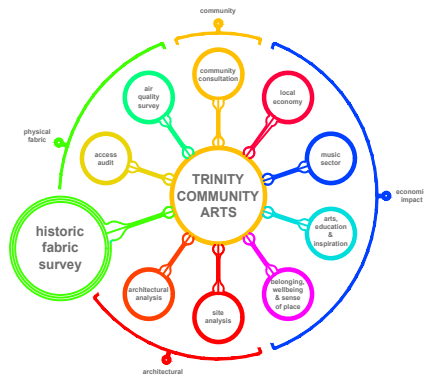 community
community
consultation
air
quality
survey
local
economy
physical
fabric
access
audit
music
sector
TRINITY
COMMUNITY
ARTS
economic
impact
historic
fabric
survey
arts,
education
&
inspiration
architectural
analysis
belonging,
wellbeing
& sense
of place
site
analysis
architectural